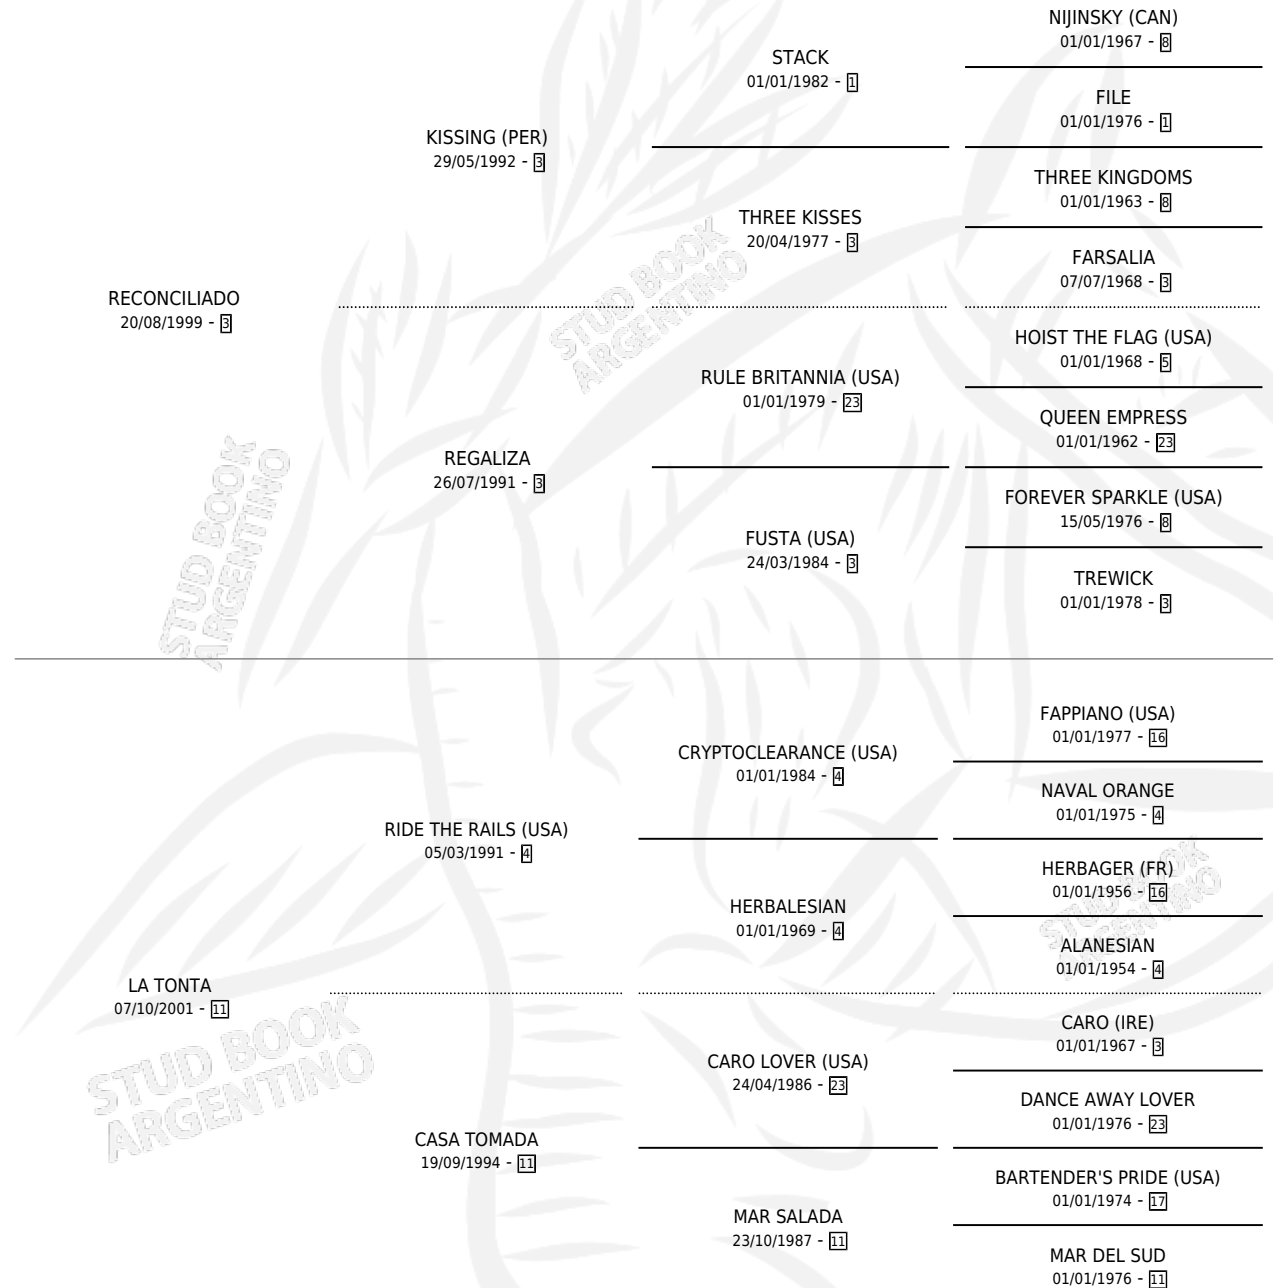 NIJINSKY (CAN)
01/01/1967 - 8
STACK
01/01/1982 - 1
FILE
01/01/1976 - 1
KISSING (PER)
29/05/1992 - 3
THREE KINGDOMS
01/01/1963 - 8
THREE KISSES
20/04/1977 - 3
FARSALIA
07/07/1968 - 3
RECONCILIADO
20/08/1999 - 3
HOIST THE FLAG (USA)
01/01/1968 - 5
RULE BRITANNIA (USA)
01/01/1979 - 23
QUEEN EMPRESS
01/01/1962 - 23
REGALIZA
26/07/1991 - 3
FOREVER SPARKLE (USA)
15/05/1976 - 8
FUSTA (USA)
24/03/1984 - 3
TREWICK
01/01/1978 - 3
STUD BOOK
ARGENTINO
STUD BOOK
ARGENTINO
FAPPIANO (USA)
01/01/1977 - 16
CRYPTOCLEARANCE (USA)
01/01/1984 - 4
NAVAL ORANGE
01/01/1975 - 4
RIDE THE RAILS (USA)
05/03/1991 - 4
HERBAGER (FR)
01/01/1956 - 16
HERBALESIAN
01/01/1969 - 4
ALANESIAN
01/01/1954 - 4
STUD BOOK
ARGENTINO
LA TONTA
07/10/2001 - 11
CARO (IRE)
01/01/1967 - 3
CARO LOVER (USA)
24/04/1986 - 23
DANCE AWAY LOVER
01/01/1976 - 23
CASA TOMADA
19/09/1994 - 11
BARTENDER'S PRIDE (USA)
01/01/1974 - 17
MAR SALADA
23/10/1987 - 11
MAR DEL SUD
01/01/1976 - 11
STUD BOOK
ARGENTINO